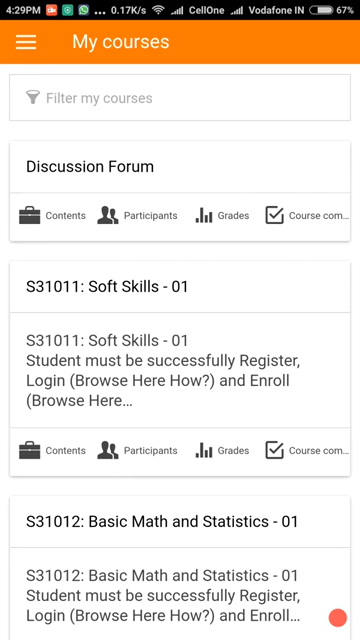 4:29PM ... 0.17K/s CellOne Vodafone IN 67%
My courses
Filter my courses
Discussion Forum
Contents Participants Grades Course com...
S31011: Soft Skills - 01
S31011: Soft Skills - 01
Student must be successfully Register,
Login (Browse Here How?) and Enroll
(Browse Here...
Contents Participants Grades Course com...
S31012: Basic Math and Statistics - 01
S31012: Basic Math and Statistics - 01
Student must be successfully Register,
Login (Browse Here How?) and Enroll...